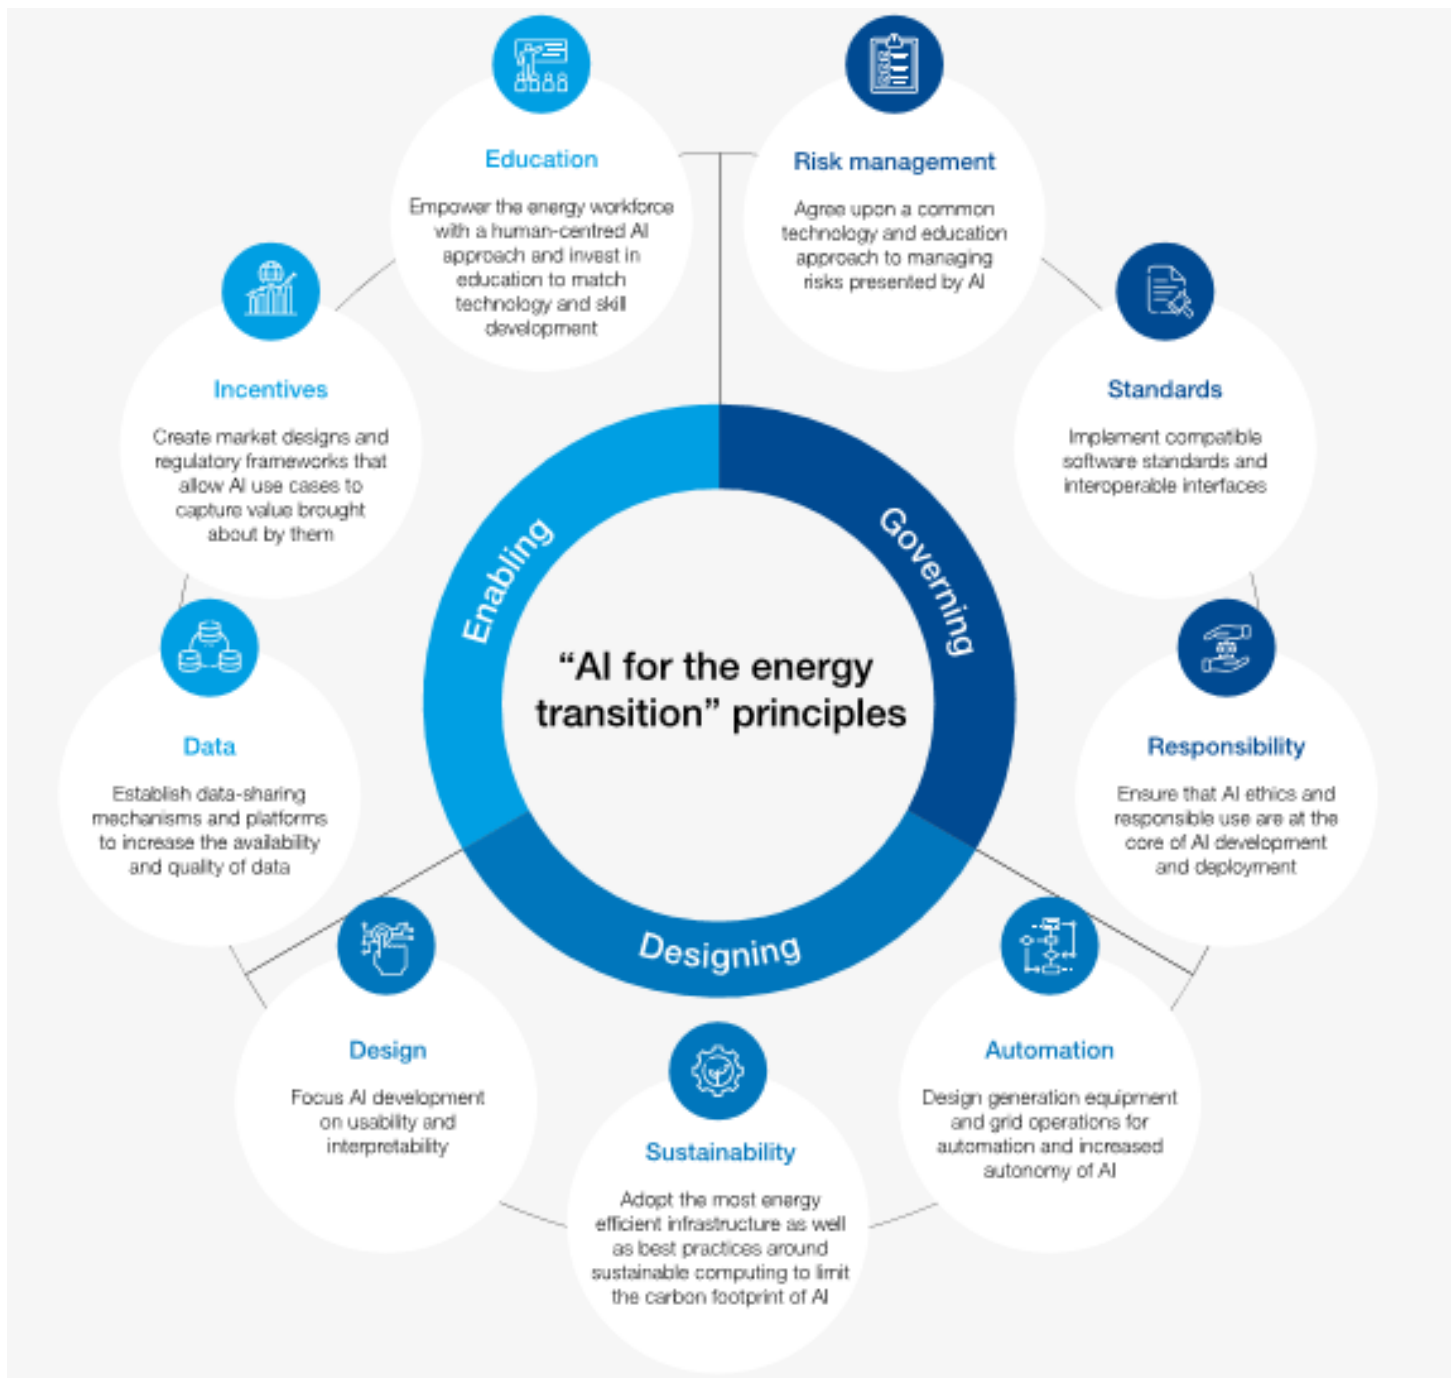 Education
Empower the energy workforce
with a human-centred AI
approach and invest in
education to match
technology and skill
development
Risk management
Agree upon a common
technology and education
approach to managing
risks presented by AI
Incentives
Create market designs and
regulatory frameworks that
allow AI use cases to
capture value brought
about by them
Standards
Implement compatible
software standards and
interoperable interfaces
Enabling
Governing
"AI for the energy
transition" principles
Designing
Data
Establish data-sharing
mechanisms and platforms
to increase the availability
and quality of data
Responsibility
Ensure that AI ethics and
responsible use are at the
core of AI development
and deployment
Design
Focus AI development
on usability and
interpretability
Automation
Design generation equipment
and grid operations for
automation and increased
autonomy of AI
Sustainability
Adopt the most energy
efficient infrastructure as well
as best practices around
sustainable computing to limit
the carbon footprint of AI